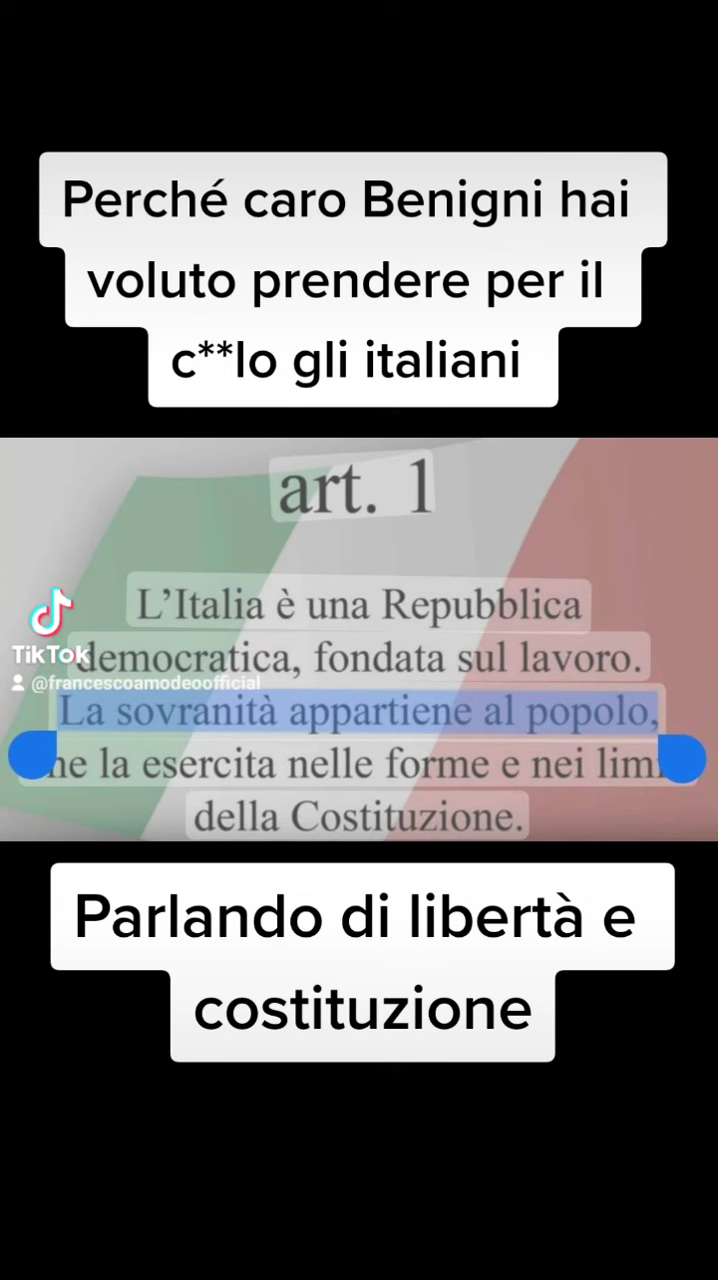 Perché caro Benigni hai
voluto prendere per il
c**lo gli italiani
art. 1
L'Italia è una Repubblica
democratica, fondata sul lavoro.
TikTok
@francescoamodeoofficial
La sovranità appartiene al popolo,
la esercita nelle forme e nei
della Costituzione.
Parlando di libertà e
costituzione